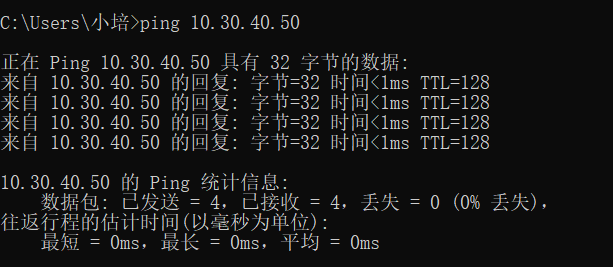 C:\Users\小培>ping 10.30.40.50
正在 Ping 10.30.40.50 具有 32 字节的数据:
来自 10.30.40.50 的回复: 字节=32 时间<1ms TTL=128
来自 10.30.40.50 的回复: 字节=32 时间<1ms TTL=128
来自 10.30.40.50 的回复: 字节=32 时间<1ms TTL=128
来自 10.30.40.50 的回复: 字节=32 时间<1ms TTL=128
10.30.40.50 的 Ping 统计信息:
数据包: 已发送 = 4，已接收 = 4，丢失 = 0 (0% 丢失)，
往返行程的估计时间(以毫秒为单位):
最短 = 0ms，最长 = 0ms，平均 = 0ms